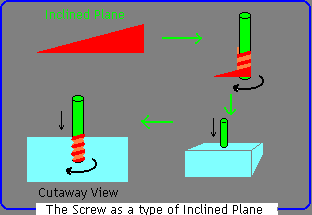 Inclined Plane
Cutaway View
The Screw as a type of Inclined Plane